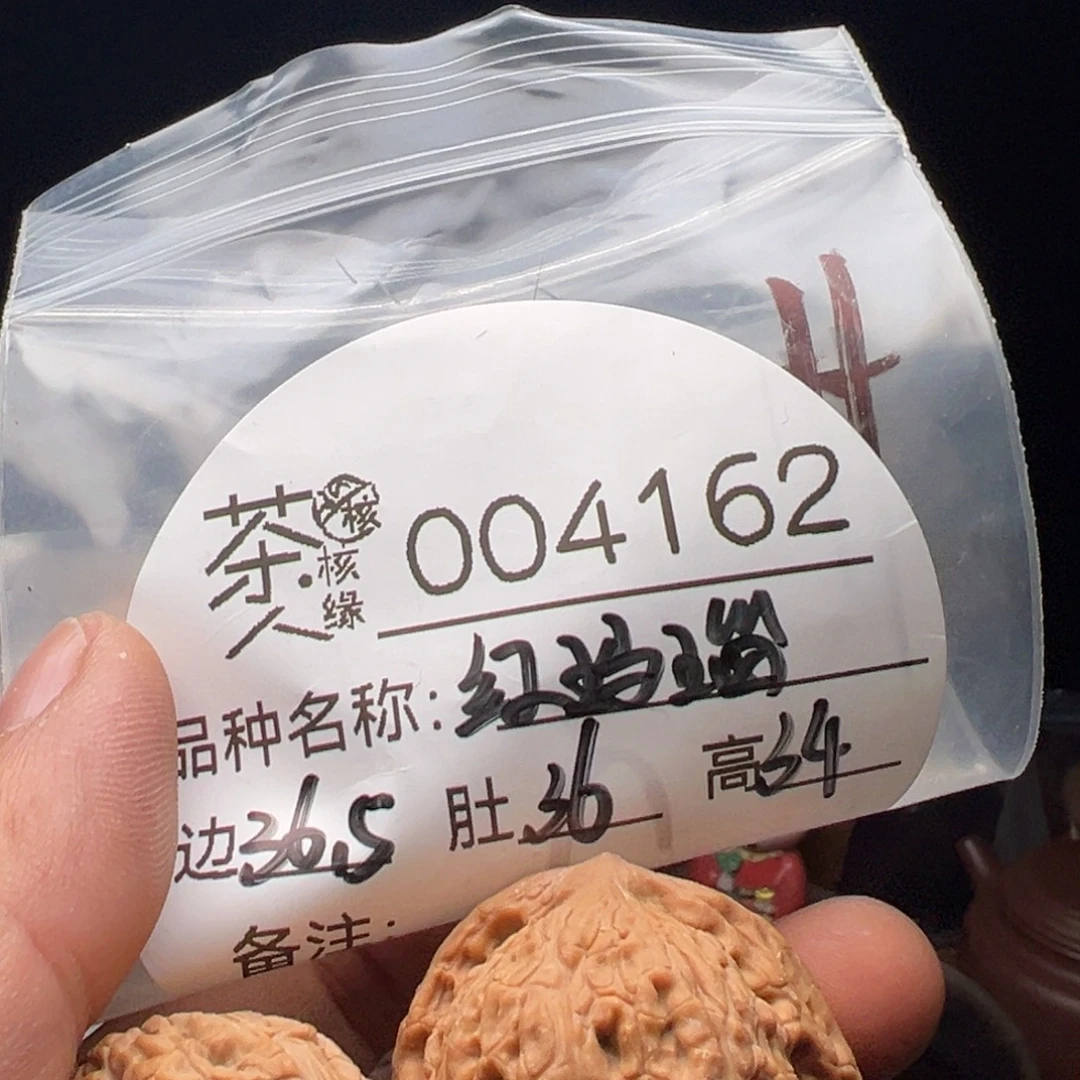 茶人 核缘 004162
品种名称:红玛瑙
边36.5 肚36 高34
备注: